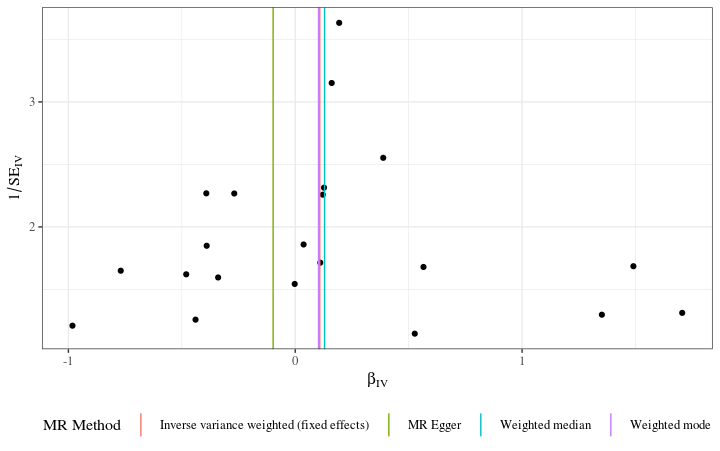 3
2
1/SE_IV
-1
0
1
β_IV
MR Method
Inverse variance weighted (fixed effects)
MR Egger
Weighted median
Weighted mode